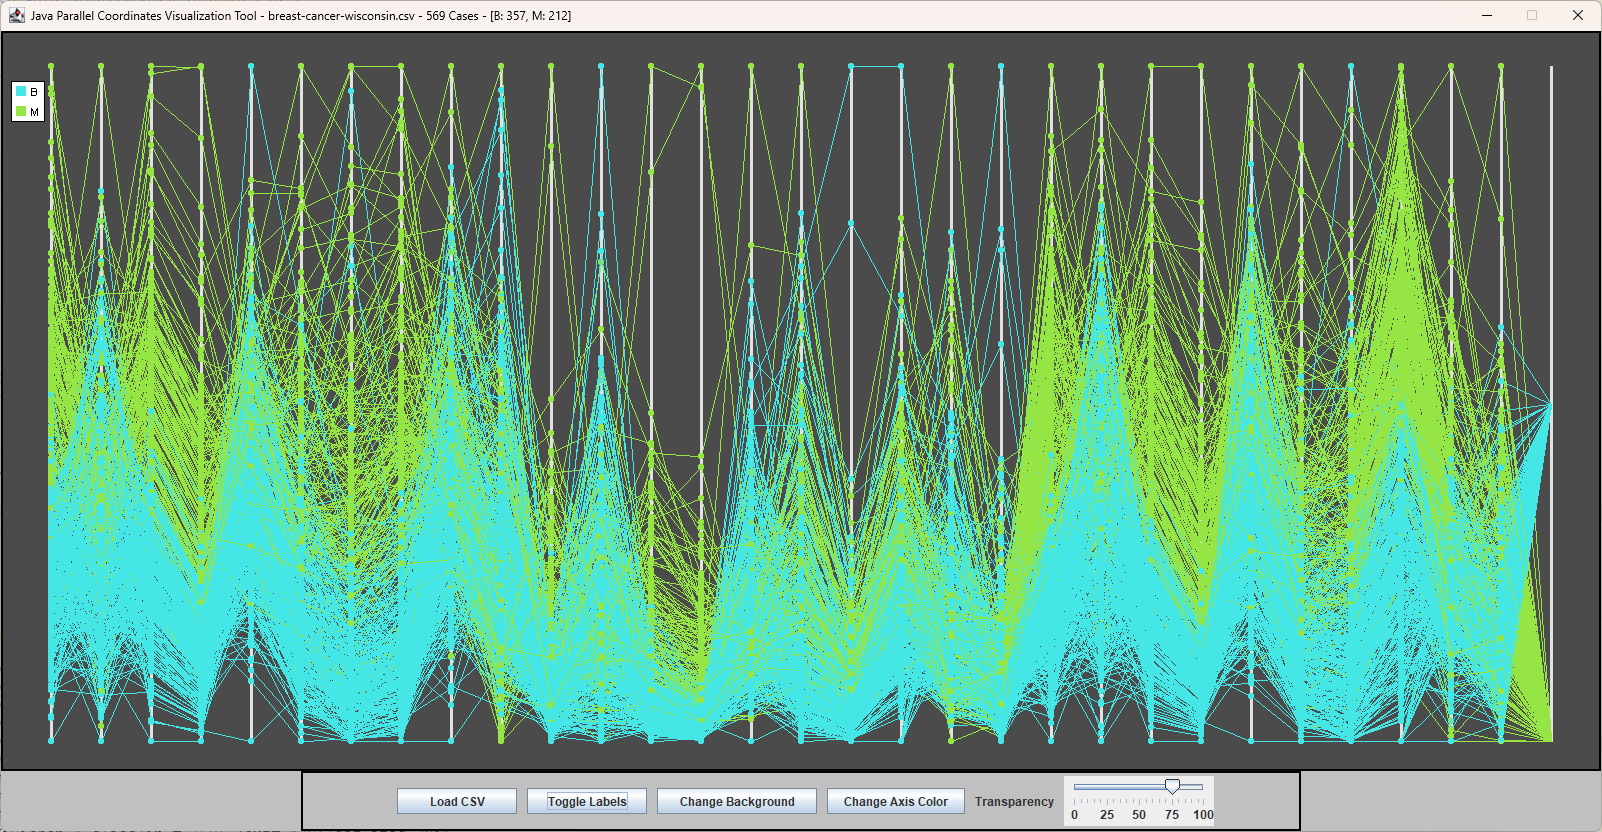 Java Parallel Coordinates Visualization Tool - breast-cancer-wisconsin.csv - 569 Cases - [B: 357, M: 212]
B
M
Load CSV
Toggle Labels
Change Background
Change Axis Color
Transparency
0 25 50 75 100